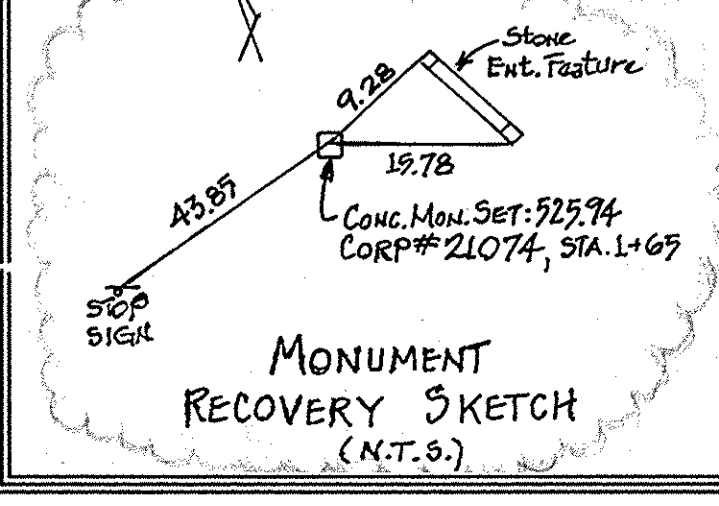 Stone
Ent. Feature
9.28
15.78
43.85
Conc. Mon. Set: 525.94
Corp# 21074, Sta. 1+65
STOP
SIGN
MONUMENT
RECOVERY SKETCH
(N.T.S.)